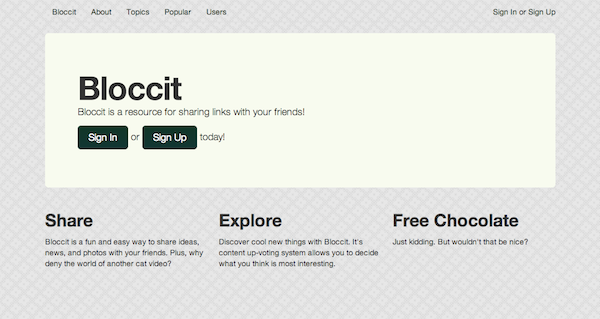 Bloccit About Topics Popular Users Sign In or Sign Up
Bloccit
Bloccit is a resource for sharing links with your friends!
Sign In or Sign Up today!
Share
Bloccit is a fun and easy way to share ideas,
news, and photos with your friends. Plus, why
deny the world of another cat video?
Explore
Discover cool new things with Bloccit. It's
content up-voting system allows you to decide
what you think is most interesting.
Free Chocolate
Just kidding. But wouldn't that be nice?